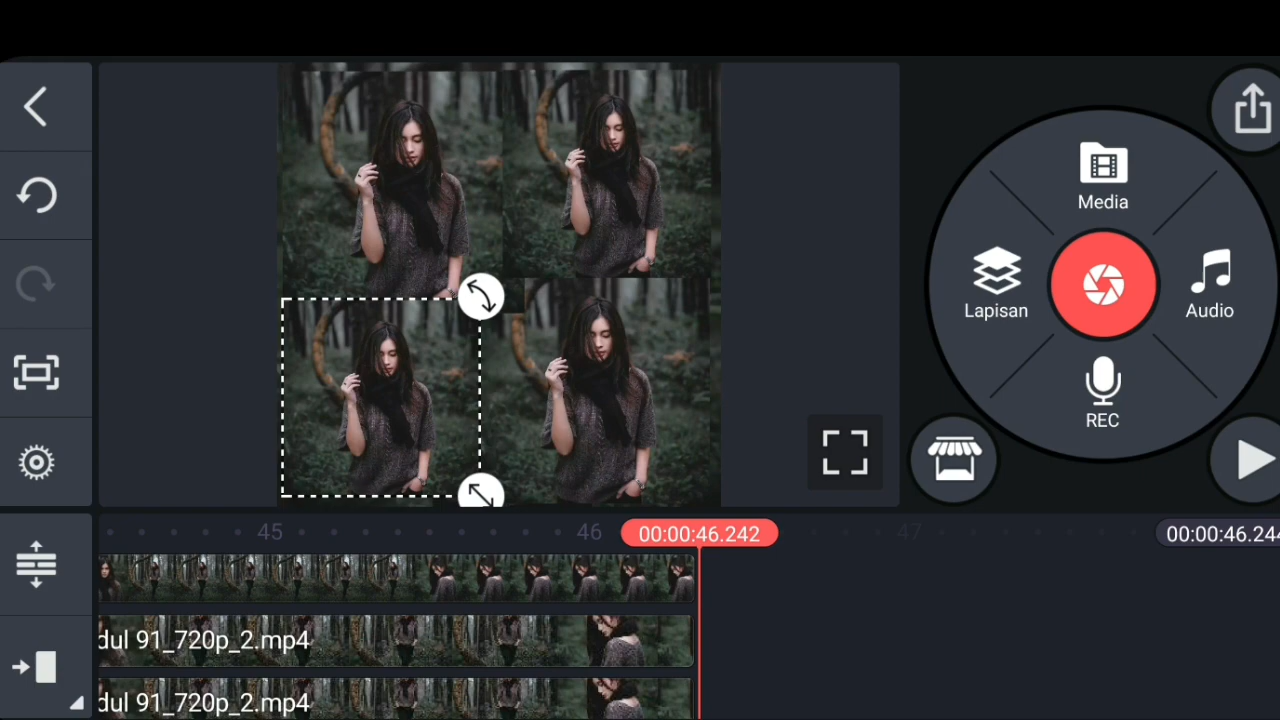 Media
Lapisan
Audio
REC
45
46
00:00:46.242
47
00:00:46.244
dul 91_720p_2.mp4
dul 91_720p_2.mp4